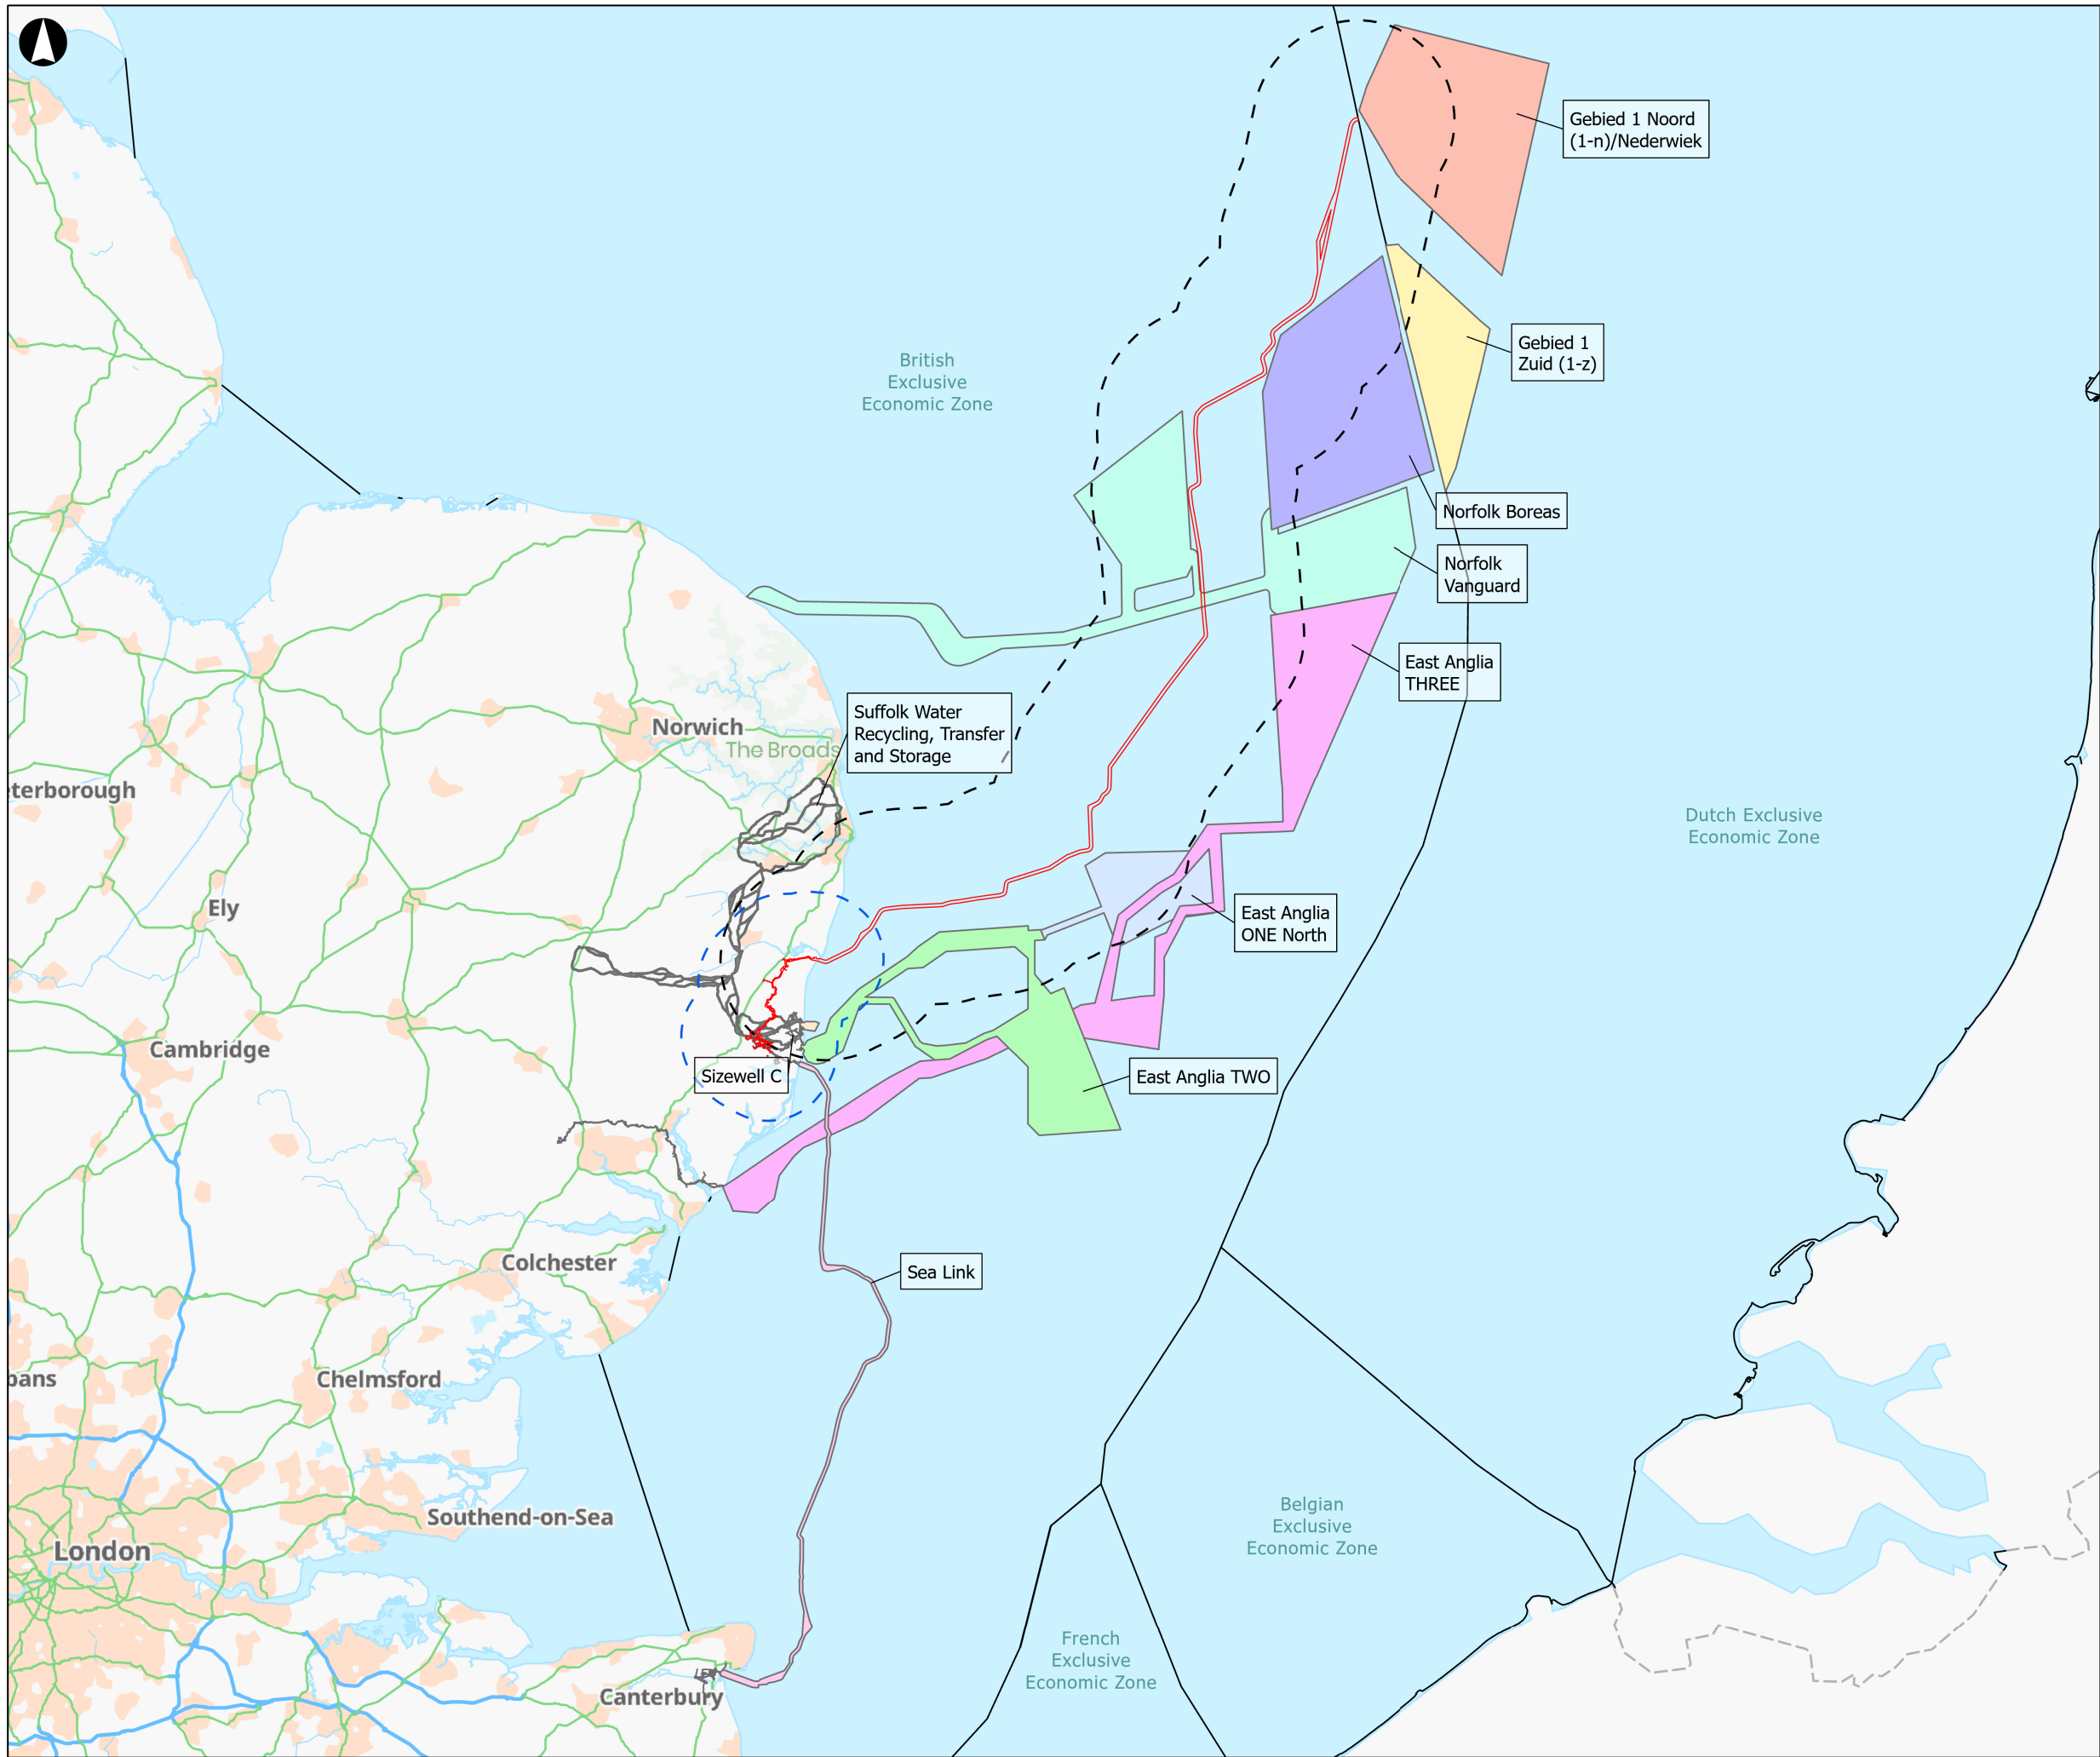 Gebied 1 Noord
(1-n)/Nederwiek
Gebied 1
Zuid (1-z)
British
Exclusive
Economic Zone
Norfolk Boreas
Norfolk
Vanguard
East Anglia
THREE
Suffolk Water
Recycling, Transfer
and Storage
Norwich
The Broads
terborough
Dutch Exclusive
Economic Zone
Ely
East Anglia
ONE North
Cambridge
Sizewell C
East Anglia TWO
Colchester
Sea Link
Chelmsford
bans
Southend-on-Sea
London
Belgian
Exclusive
Economic Zone
French
Exclusive
Economic Zone
Canterbury